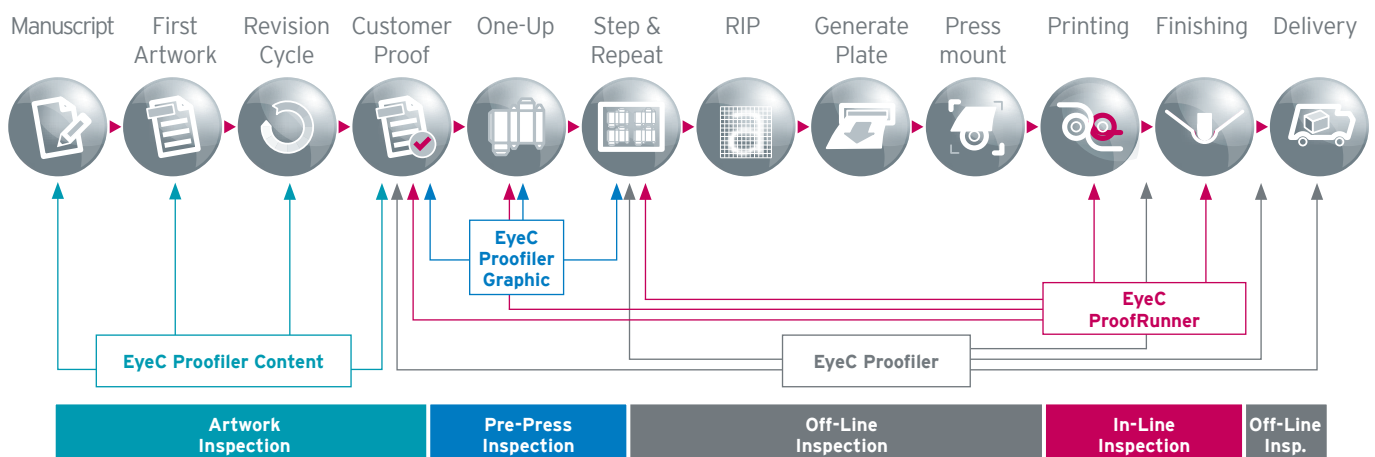 Manuscript
First
Artwork
Revision
Cycle
Customer
Proof
One-Up
Step &
Repeat
RIP
Generate
Plate
Press
mount
Printing
Finishing
Delivery
a
EyeC
Proofiler
Graphic
EyeC
ProofRunner
EyeC Proofiler Content
EyeC Proofiler
Artwork
Inspection
Pre-Press
Inspection
Off-Line
Inspection
In-Line
Inspection
Off-Line
Insp.